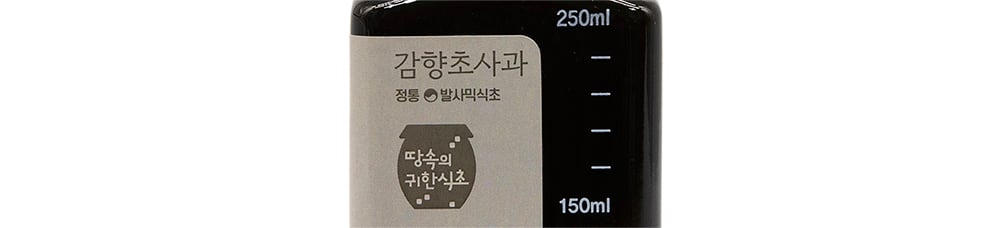 250ml
감향초사과
정통 발사믹식초
땅속의
귀한식초
150ml